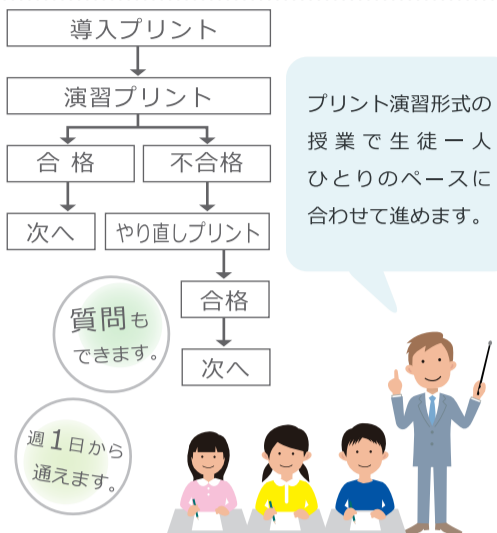 導入プリント
演習プリント
合格
不合格
次へ
やり直しプリント
合格
次へ
プリント演習形式の
授業で生徒一人
ひとりのペースに
合わせて進めます。
質問も
できます。
週1日から
通えます。